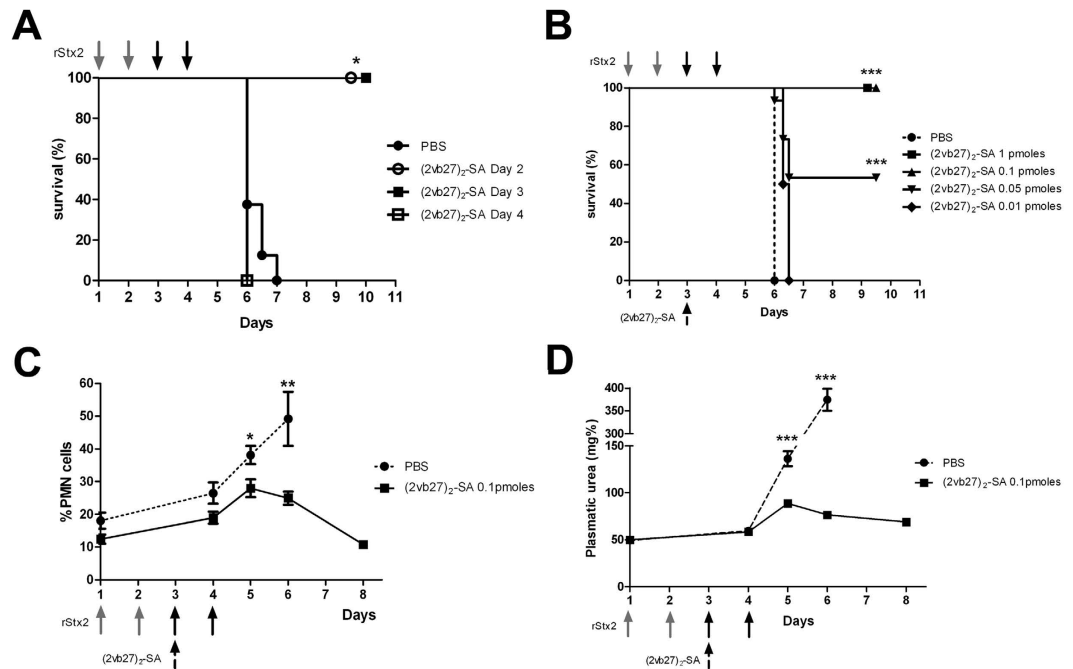 A
rStx2
*
100
80
60
40
20
0
survival (%)
1 2 3 4 5 6 7 8 9 10 11
Days
PBS
(2vb27)₂-SA Day 2
(2vb27)₂-SA Day 3
(2vb27)₂-SA Day 4
B
rStx2
***
***
100
80
60
40
20
0
survival (%)
1 2 3 4 5 6 7 8 9 10 11
Days
(2vb27)₂-SA
PBS
(2vb27)₂-SA 1 pmoles
(2vb27)₂-SA 0.1 pmoles
(2vb27)₂-SA 0.05 pmoles
(2vb27)₂-SA 0.01 pmoles
C
60
50
40
30
20
10
0
%PMN cells
*
**
1 2 3 4 5 6 7 8
Days
rStx2
(2vb27)₂-SA
PBS
(2vb27)₂-SA 0.1pmoles
D
400
350
300
150
100
50
0
Plasmatic urea (mg%)
***
***
1 2 3 4 5 6 7 8
Days
rStx2
(2vb27)₂-SA
PBS
(2vb27)₂-SA 0.1pmoles